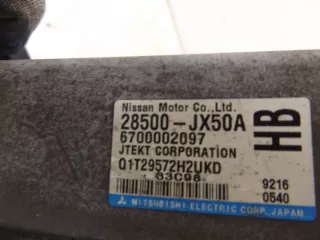 Nissan Motor Co.,Ltd.
28500-JX50A
HB
6700002097
JTEKT CORPORATION
Q1T29572H2UKD
83C98
9216
0540
MITSUBISHI ELECTRIC CORP., JAPAN